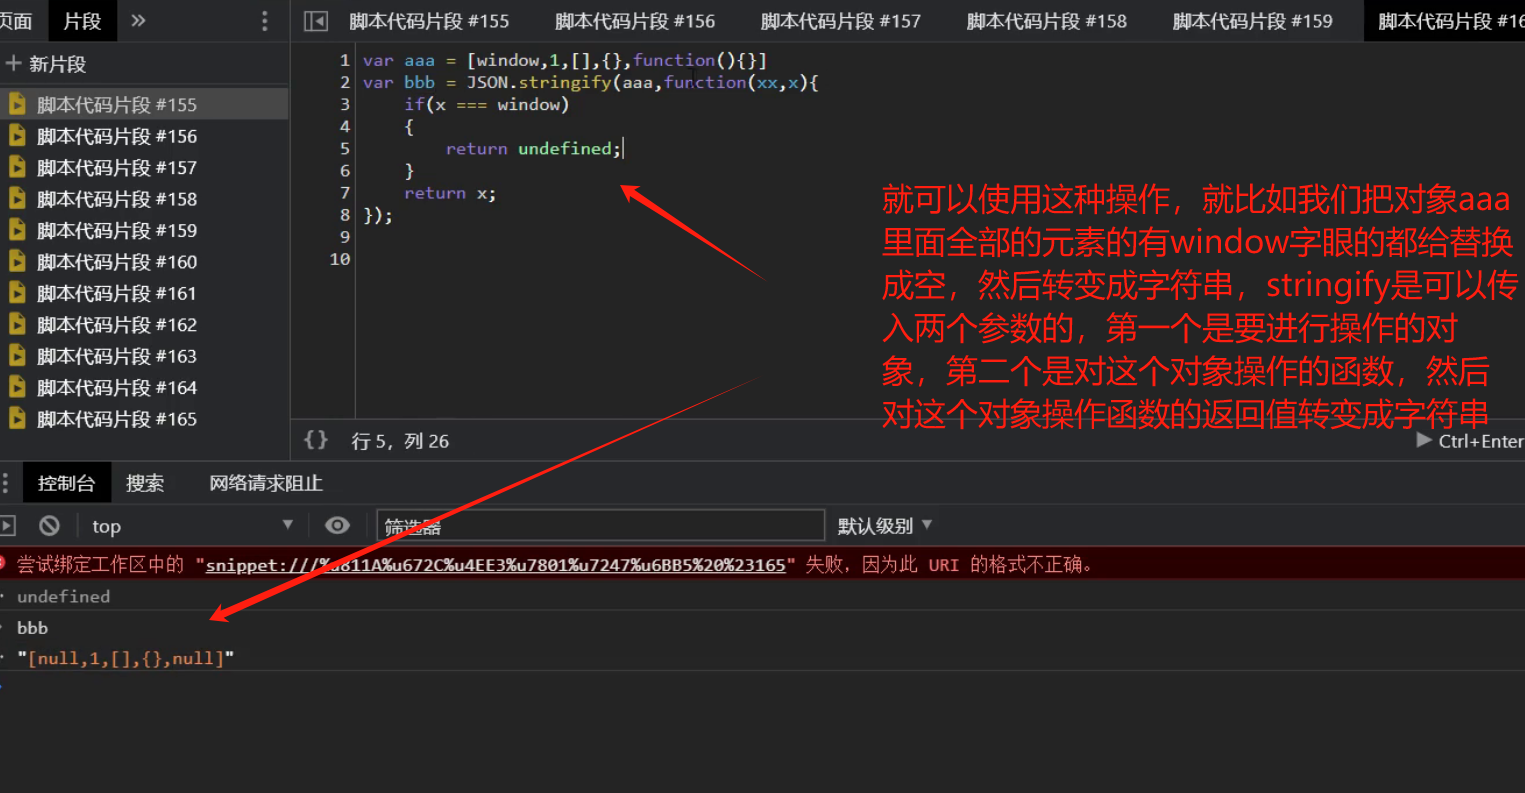 页面 片段 »
脚本代码片段 #155 脚本代码片段 #156 脚本代码片段 #157 脚本代码片段 #158 脚本代码片段 #159 脚本代码片段 #16
+ 新片段
脚本代码片段 #155
脚本代码片段 #156
脚本代码片段 #157
脚本代码片段 #158
脚本代码片段 #159
脚本代码片段 #160
脚本代码片段 #161
脚本代码片段 #162
脚本代码片段 #163
脚本代码片段 #164
脚本代码片段 #165
1 var aaa = [window,1,[],{},function(){}]
2 var bbb = JSON.stringify(aaa,function(xx,x){
3 if(x === window)
4 {
5 return undefined;
6 }
7 return x;
8 });
9
10
就可以使用这种操作，就比如我们把对象aaa
里面全部的元素的有window字眼的都给替换
成空，然后转变成字符串，stringify是可以传
入两个参数的，第一个是要进行操作的对
象，第二个是对这个对象操作的函数，然后
对这个对象操作函数的返回值转变成字符串
{} 行 5，列 26
Ctrl+Enter
控制台 搜索 网络请求阻止
top 筛选器 默认级别
尝试绑定工作区中的 "snippet:///%u811A%u672C%u4EE3%u7801%u7247%u6BB5%20%23165" 失败，因为此 URI 的格式不正确。
undefined
bbb
"[null,1,[],{},null]"